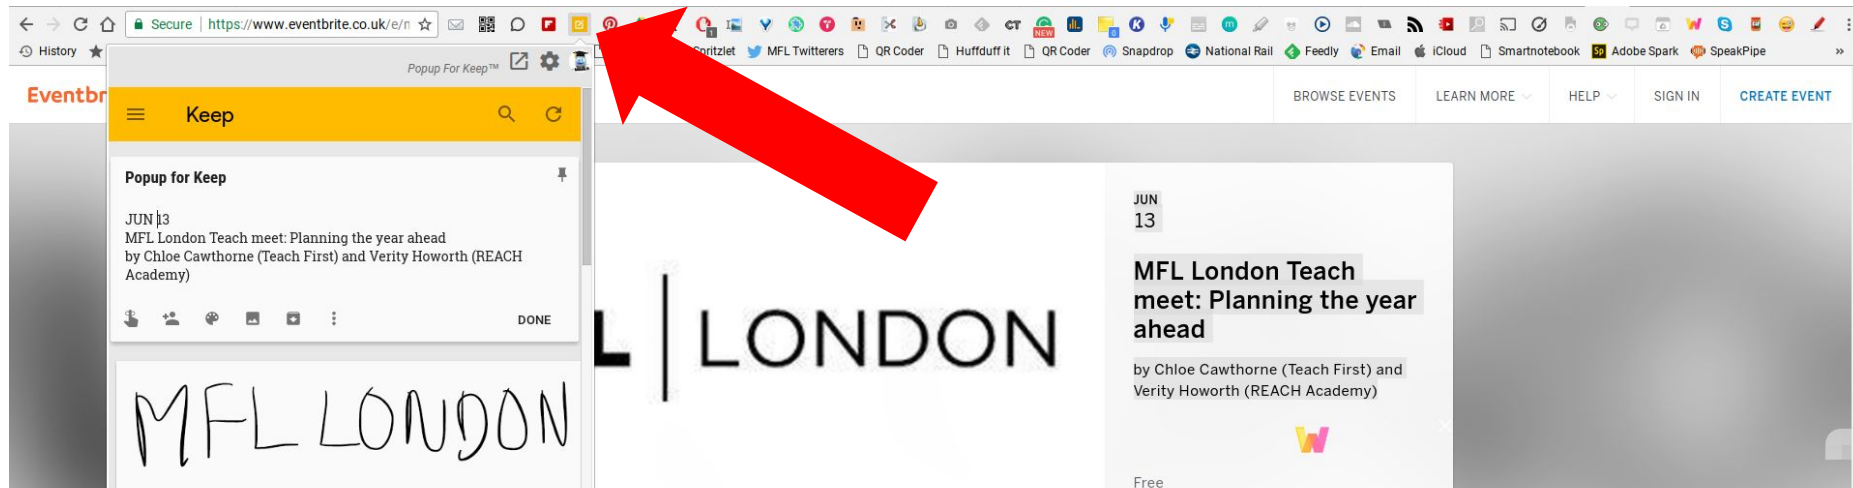 Secure | https://www.eventbrite.co.uk/e/
CT
NEW
History
Spritzlet
MFL Twitterers
QR Coder
Huffduff it
QR Coder
Snapdrop
National Rail
Feedly
Email
iCloud
Smartnotebook
Sp Adobe Spark
SpeakPipe
»
Popup For Keep™
Eventbr
BROWSE EVENTS
LEARN MORE
HELP
SIGN IN
CREATE EVENT
Keep
Popup for Keep
JUN 13
MFL London Teach meet: Planning the year ahead
by Chloe Cawthorne (Teach First) and Verity Howorth (REACH
Academy)
DONE
MFL LONDON
L | LONDON
JUN
13
MFL London Teach
meet: Planning the year
ahead
by Chloe Cawthorne (Teach First) and
Verity Howorth (REACH Academy)
Free